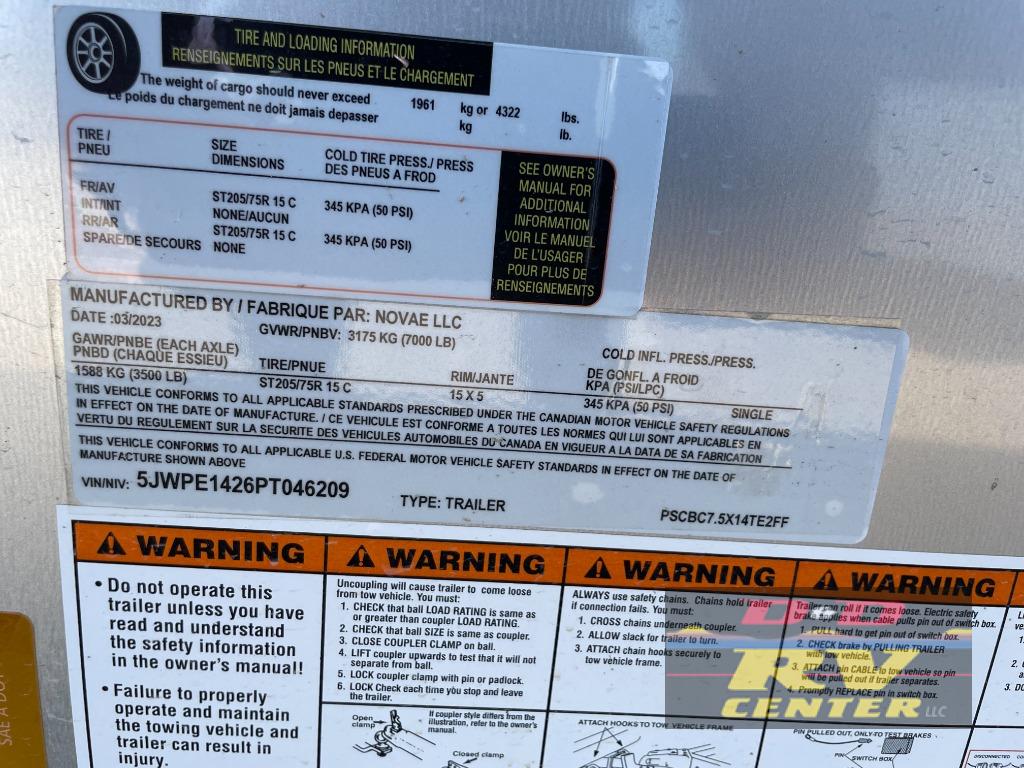 TIRE AND LOADING INFORMATION
RENSEIGNEMENTS SUR LES PNEUS ET LE CHARGEMENT
The weight of cargo should never exceed 1961 kg or 4322 lbs.
Le poids du chargement ne doit jamais depasser kg lb.
TIRE / PNEU
SIZE DIMENSIONS
COLD TIRE PRESS./ PRESS DES PNEUS A FROD
FR/AV ST205/75R 15 C 345 KPA (50 PSI)
INT/INT NONE/AUCUN
RR/AR ST205/75R 15 C 345 KPA (50 PSI)
SPARE/DE SECOURS NONE
SEE OWNER'S
MANUAL FOR
ADDITIONAL
INFORMATION
VOIR LE MANUEL
DE L'USAGER
POUR PLUS DE
RENSEIGNEMENTS
MANUFACTURED BY / FABRIQUE PAR: NOVAE LLC
DATE :03/2023 GVWR/PNBV: 3175 KG (7000 LB)
GAWR/PNBE (EACH AXLE)
PNBD (CHAQUE ESSIEU) TIRE/PNUE RIM/JANTE
COLD INFL. PRESS./PRESS.
DE GONFL. A FROID
KPA (PSI/LPC)
1588 KG (3500 LB) ST205/75R 15 C 15 X 5 345 KPA (50 PSI) SINGLE
THIS VEHICLE CONFORMS TO ALL APPLICABLE STANDARDS PRESCRIBED UNDER THE CANADIAN MOTOR VEHICLE SAFETY REGULATIONS
IN EFFECT ON THE DATE OF MANUFACTURE. / CE VEHICULE EST CONFORME A TOUTES LES NORMES QUI LUI SONT APPLICABLES EN
VERTU DU REGULEMENT SUR LA SECURITE DES VEHICULES AUTOMOBILES DU CANADA EN VIGUEUR A LA DATA DE SA FABRICATION
THIS VEHICLE CONFORMS TO ALL APPLICABLE U.S. FEDERAL MOTOR VEHICLE SAFETY STANDARDS IN EFFECT ON THE DATE OF
MANUFACTURE SHOWN ABOVE
VIN/NIV: 5JWPE1426PT046209 TYPE: TRAILER PSCBC7.5X14TE2FF
WARNING
• Do not operate this
trailer unless you have
read and understand
the safety information
in the owner's manual!!
• Failure to properly
operate and maintain
the towing vehicle and
trailer can result in
injury.
WARNING
Uncoupling will cause trailer to come loose
from tow vehicle. You must:
1. CHECK that ball LOAD RATING is same as
or greater than coupler LOAD RATING.
2. CHECK that ball SIZE is same as coupler.
3. CLOSE COUPLER CLAMP on ball.
4. LIFT coupler upwards to test that it will not
separate from ball.
5. LOCK coupler clamp with pin or padlock.
6. LOCK Check each time you stop and leave
the trailer.
Open clamp
If coupler style differs from the
illustration, refer to the owner's
manual.
Closed clamp
WARNING
ALWAYS use safety chains. Chains hold trailer
if connection fails. You must:
1. CROSS chains underneath coupler.
2. ALLOW slack for trailer to turn.
3. ATTACH chain hooks securely to
tow vehicle frame.
ATTACH HOOKS TO TOW VEHICLE FRAME
WARNING
Trailer can roll if it comes loose. Electric safety
brake applies when cable pulls pin out of switch box.
1. PULL hard to get pin out of switch box.
2. CHECK brake by PULLING TRAILER
with tow vehicle.
3. ATTACH pin CABLE to tow vehicle so pin
will be pulled out if trailer separates.
4. Promptly REPLACE pin in switch box.
PIN PULLED OUT, ONLY TO TEST BRAKES
PIN
SWITCH BOX
DISCONNECTED
RV
CENTER LLC
SAE A DOT